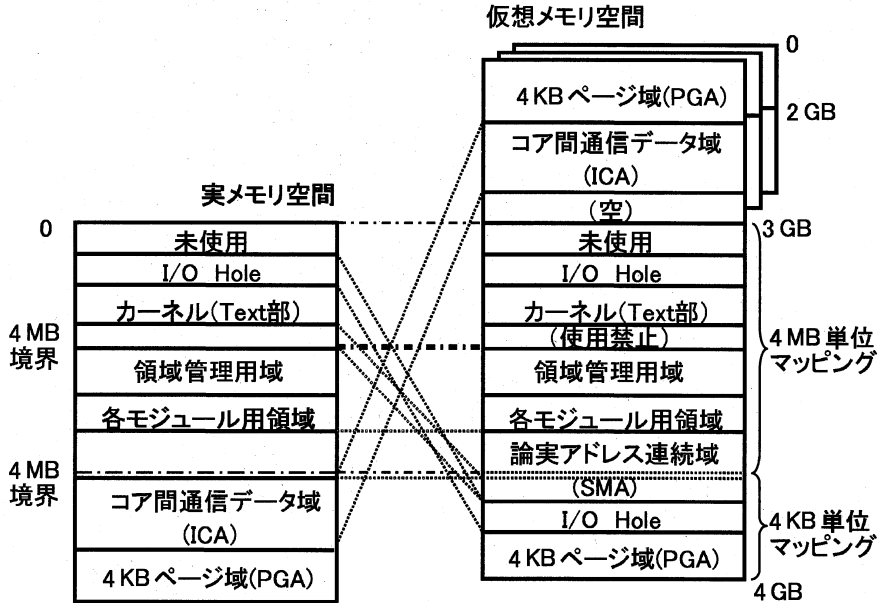 仮想メモリ空間
0
4KBページ域(PGA)
2 GB
コア間通信データ域
(ICA)
(空)
3 GB
実メモリ空間
0
未使用
I/O Hole
カーネル(Text部)
4 MB
境界
領域管理用域
各モジュール用領域
4 MB
境界
コア間通信データ域
(ICA)
4KBページ域(PGA)
未使用
I/O Hole
カーネル(Text部)
(使用禁止)
領域管理用域
各モジュール用領域
論実アドレス連続域
(SMA)
I/O Hole
4KBページ域(PGA)
4 MB 単位
マッピング
4 KB 単位
マッピング
4 GB